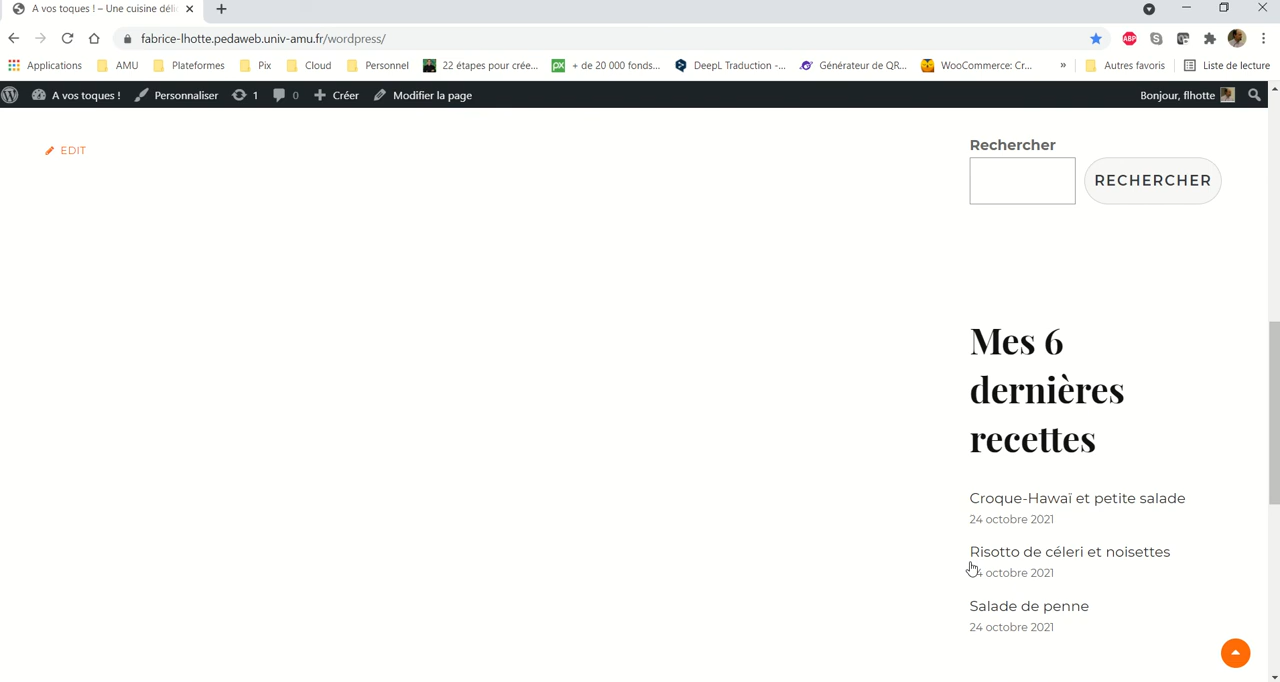 A vos toques ! – Une cuisine déli
fabrice-lhotte.pedaweb.univ-amu.fr/wordpress/
ABP
S
Applications
AMU
Plateformes
Pix
Cloud
Personnel
22 étapes pour crée...
px
+ de 20 000 fonds...
DeepL Traduction -...
Générateur de QR...
WooCommerce: Cr...
»
Autres favoris
Liste de lecture
A vos toques !
Personnaliser
1
0
Créer
Modifier la page
Bonjour, flhotte
EDIT
Rechercher
RECHERCHER
Mes 6
dernières
recettes
Croque-Hawaï et petite salade
24 octobre 2021
Risotto de céleri et noisettes
octobre 2021
Salade de penne
24 octobre 2021